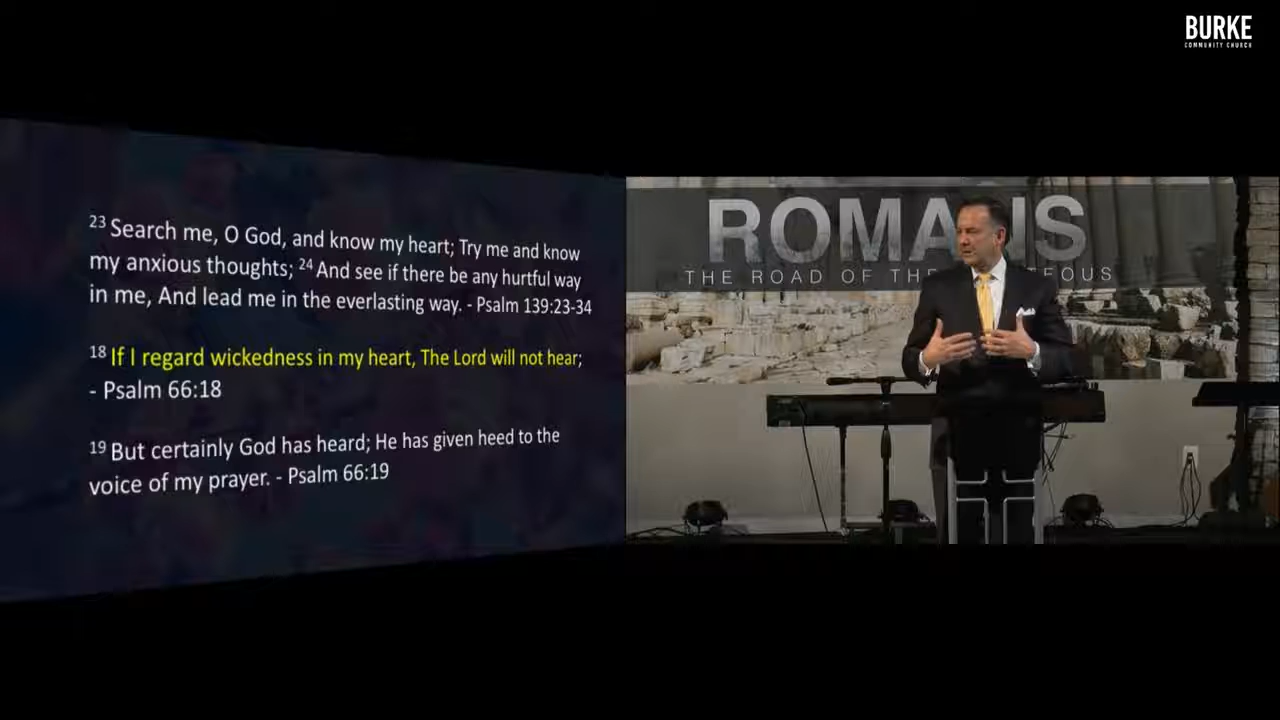 BURKE
COMMUNITY CHURCH
23 Search me, O God, and know my heart; Try me and know
my anxious thoughts; 24 And see if there be any hurtful way
in me, And lead me in the everlasting way. - Psalm 139:23-34
18 If I regard wickedness in my heart, The Lord will not hear;
- Psalm 66:18
19 But certainly God has heard; He has given heed to the
voice of my prayer. - Psalm 66:19
ROMA
NS
THE ROAD OF THE
TEOUS